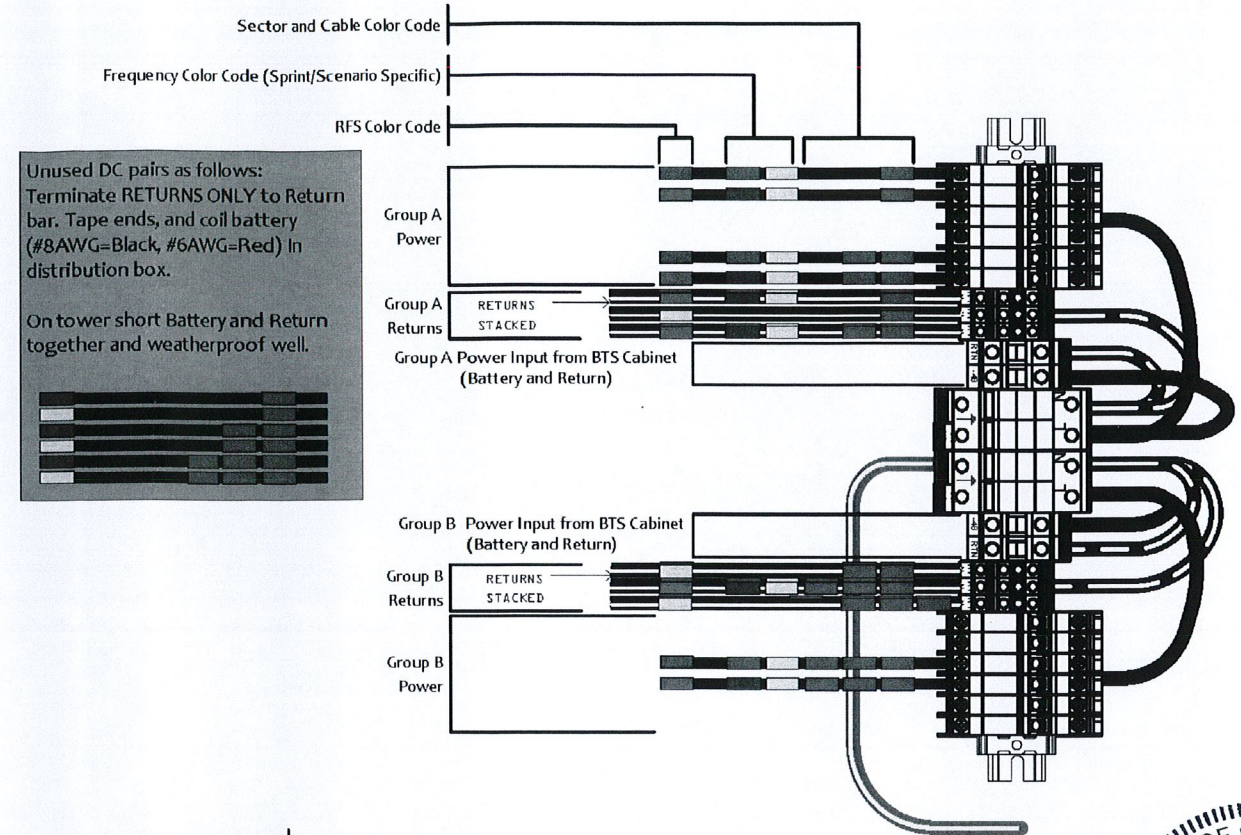 Sector and Cable Color Code
Frequency Color Code (Sprint/Scenario Specific)
RFS Color Code
Unused DC pairs as follows:
Terminate RETURNS ONLY to Return
bar. Tape ends, and coil battery
(#8AWG=Black, #6AWG=Red) In
distribution box.
On tower short Battery and Return
together and weatherproof well.
Group A
Power
Group A
Returns
RETURNS
STACKED
Group A Power Input from BTS Cabinet
(Battery and Return)
RTN
-48
N
L
N
L
Group B Power Input from BTS Cabinet
(Battery and Return)
-48
RTN
Group B
Returns
RETURNS
STACKED
Group B
Power